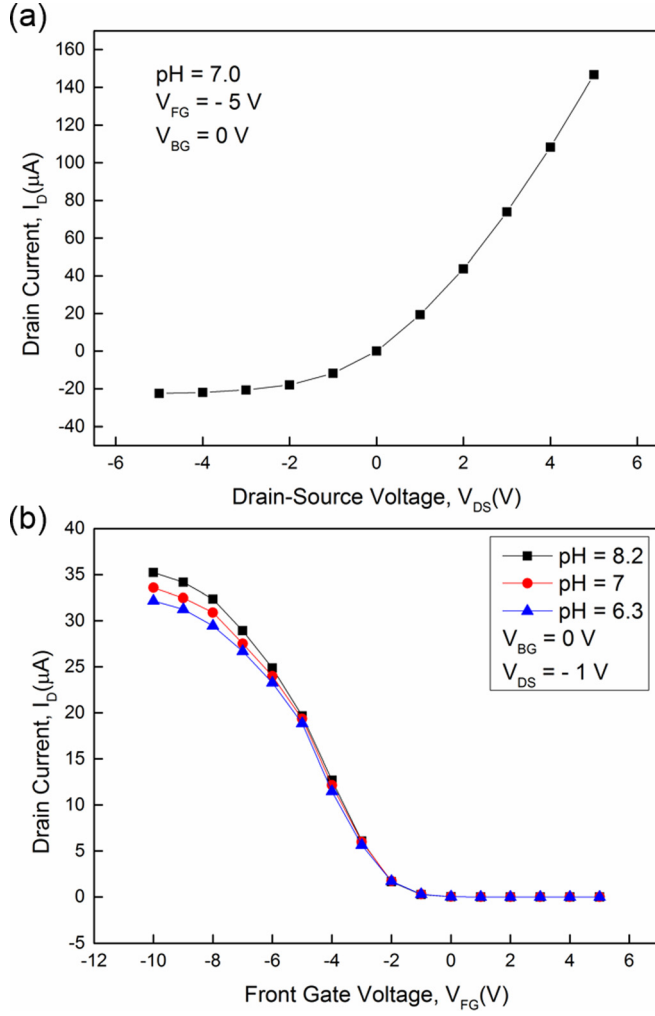 (a)
160
140
120
100
80
60
40
20
0
-20
-40
Drain Current, I_D(μA)
pH = 7.0
V_FG = - 5 V
V_BG = 0 V
-6 -4 -2 0 2 4 6
Drain-Source Voltage, V_DS(V)
(b)
40
35
30
25
20
15
10
5
0
-5
Drain Current, I_D(μA)
pH = 8.2
pH = 7
pH = 6.3
V_BG = 0 V
V_DS = - 1 V
-12 -10 -8 -6 -4 -2 0 2 4 6
Front Gate Voltage, V_FG(V)